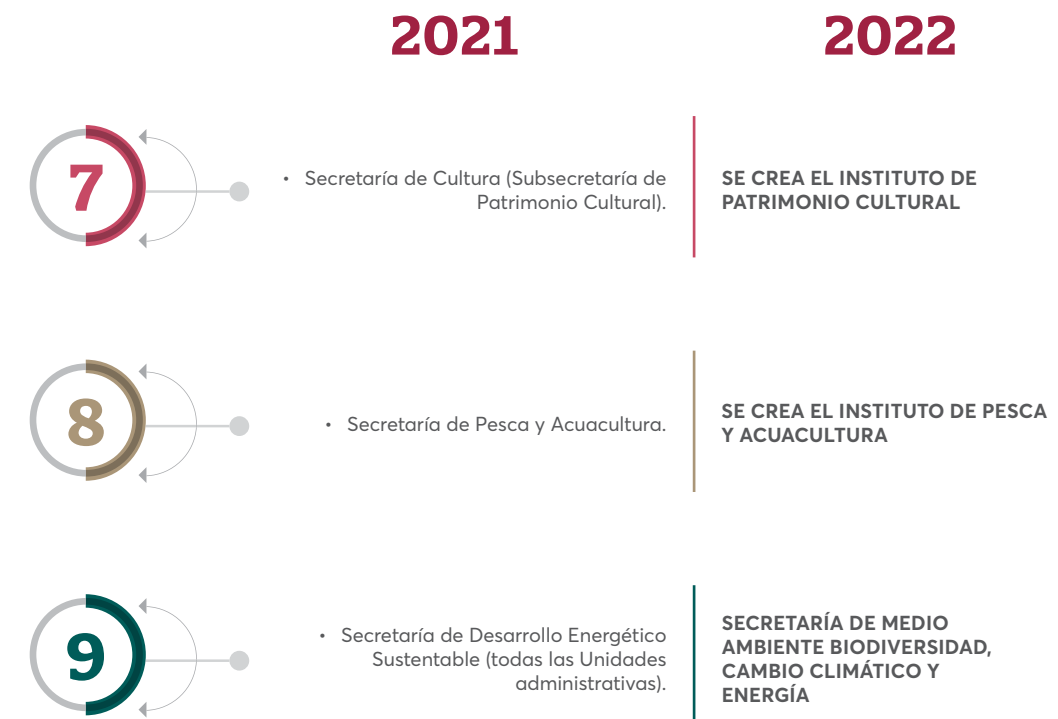 2021
2022
7
• Secretaría de Cultura (Subsecretaría de
Patrimonio Cultural).
SE CREA EL INSTITUTO DE
PATRIMONIO CULTURAL
8
• Secretaría de Pesca y Acuacultura.
SE CREA EL INSTITUTO DE PESCA
Y ACUACULTURA
9
• Secretaría de Desarrollo Energético
Sustentable (todas las Unidades
administrativas).
SECRETARÍA DE MEDIO
AMBIENTE BIODIVERSIDAD,
CAMBIO CLIMÁTICO Y
ENERGÍA